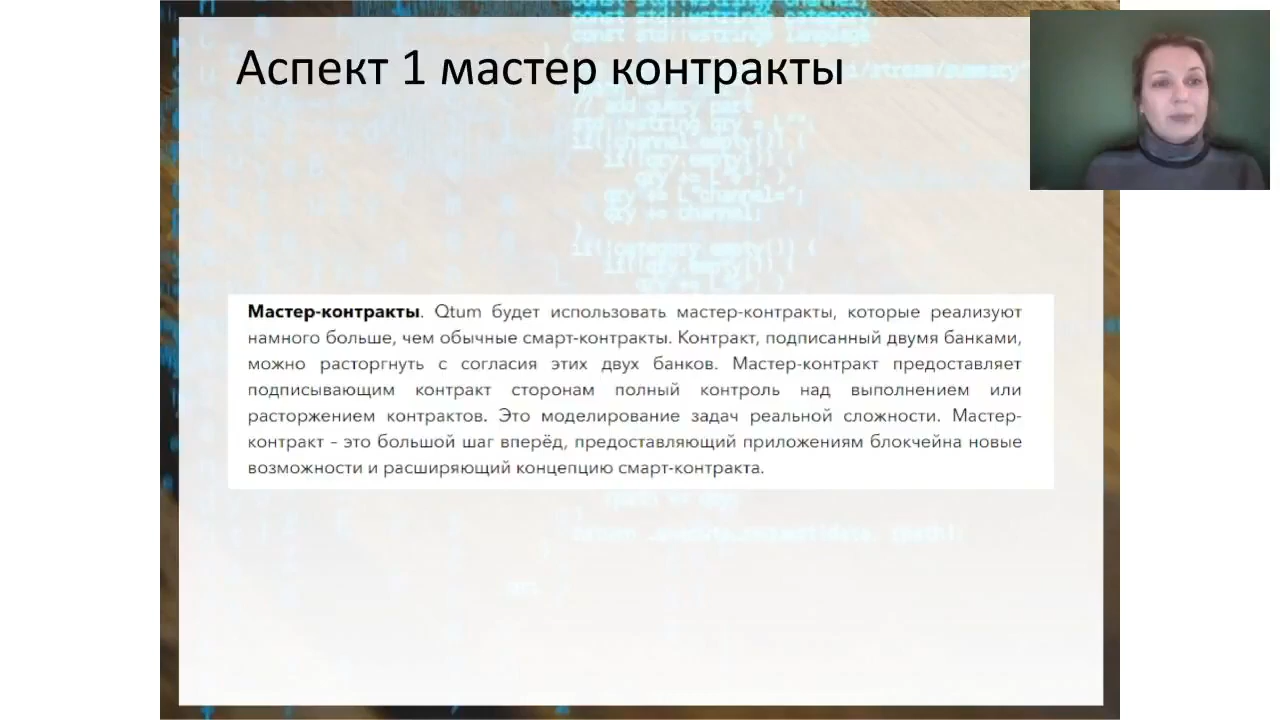 Аспект 1 мастер контракты
Мастер-контракты. Qtum будет использовать мастер-контракты, которые реализуют
намного больше, чем обычные смарт-контракты. Контракт, подписанный двумя банками,
можно расторгнуть с согласия этих двух банков. Мастер-контракт предоставляет
подписывающим контракт сторонам полный контроль над выполнением или
расторжением контрактов. Это моделирование задач реальной сложности. Мастер-
контракт – это большой шаг вперёд, предоставляющий приложениям блокчейна новые
возможности и расширяющий концепцию смарт-контракта.